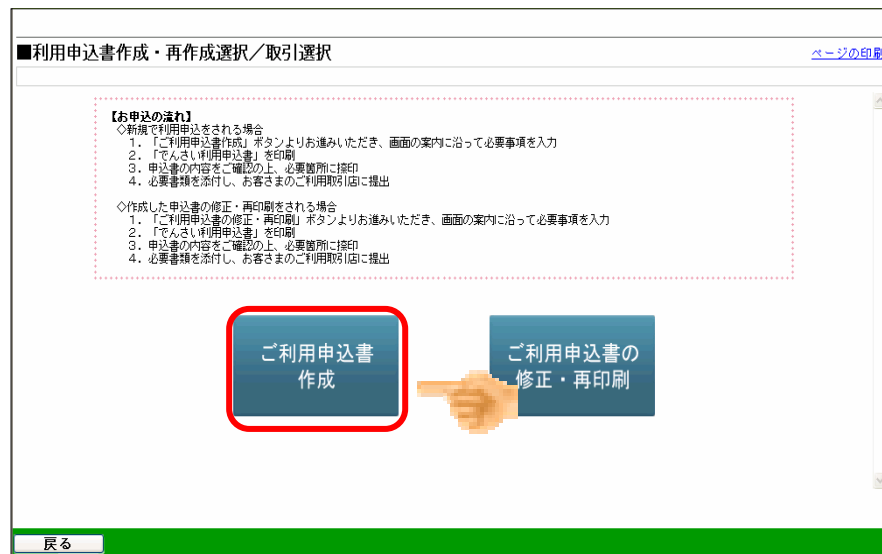 ■利用申込書作成・再作成選択／取引選択
ページの印刷
【お申込の流れ】
◇新規で利用申込をされる場合
1．「ご利用申込書作成」ボタンよりお進みいただき、画面の案内に沿って必要事項を入力
2．「でんさい利用申込書」を印刷
3．申込書の内容をご確認の上、必要箇所に捺印
4．必要書類を添付し、お客さまのご利用取引店に提出
◇作成した申込書の修正・再印刷をされる場合
1．「ご利用申込書の修正・再印刷」ボタンよりお進みいただき、画面の案内に沿って必要事項を入力
2．「でんさい利用申込書」を印刷
3．申込書の内容をご確認の上、必要箇所に捺印
4．必要書類を添付し、お客さまのご利用取引店に提出
ご利用申込書
作成
ご利用申込書の
修正・再印刷
戻る